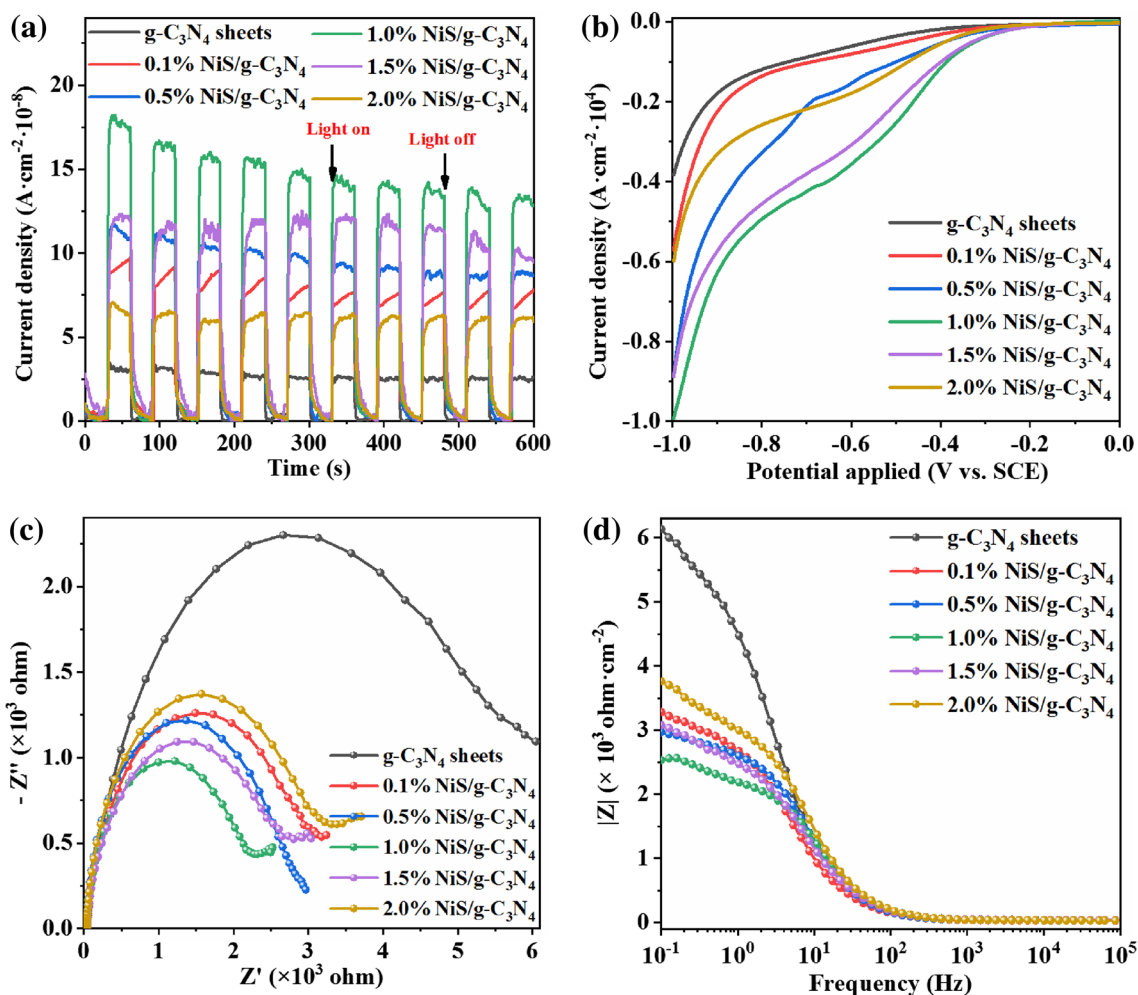 (a)
g-C₃N₄ sheets
0.1% NiS/g-C₃N₄
0.5% NiS/g-C₃N₄
1.0% NiS/g-C₃N₄
1.5% NiS/g-C₃N₄
2.0% NiS/g-C₃N₄
Light on
Light off
Current density (A·cm⁻²·10⁻⁸)
20
15
10
5
0
0
100
200
300
400
500
600
Time (s)
(b)
0.0
-0.2
-0.4
-0.6
-0.8
-1.0
Current density (A·cm⁻²·10⁴)
g-C₃N₄ sheets
0.1% NiS/g-C₃N₄
0.5% NiS/g-C₃N₄
1.0% NiS/g-C₃N₄
1.5% NiS/g-C₃N₄
2.0% NiS/g-C₃N₄
-1.0
-0.8
-0.6
-0.4
-0.2
0.0
Potential applied (V vs. SCE)
(c)
2.0
1.5
1.0
0.5
0.0
- Z'' (×10³ ohm)
g-C₃N₄ sheets
0.1% NiS/g-C₃N₄
0.5% NiS/g-C₃N₄
1.0% NiS/g-C₃N₄
1.5% NiS/g-C₃N₄
2.0% NiS/g-C₃N₄
0
1
2
3
4
5
6
Z' (×10³ ohm)
(d)
6
5
4
3
2
1
0
|Z| (× 10³ ohm·cm⁻²)
g-C₃N₄ sheets
0.1% NiS/g-C₃N₄
0.5% NiS/g-C₃N₄
1.0% NiS/g-C₃N₄
1.5% NiS/g-C₃N₄
2.0% NiS/g-C₃N₄
10⁻¹
10⁰
10¹
10²
10³
10⁴
10⁵
Frequency (Hz)